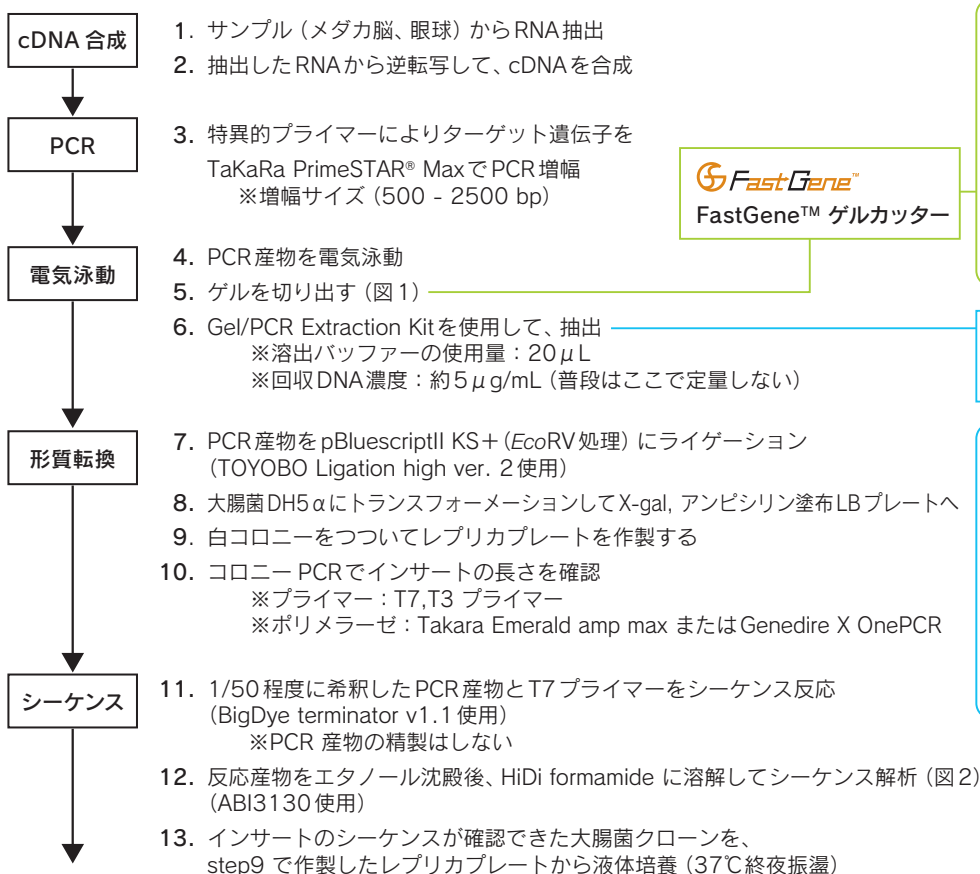 cDNA 合成
1. サンプル（メダカ脳、眼球）からRNA抽出
2. 抽出したRNAから逆転写して、cDNAを合成
PCR
3. 特異的プライマーによりターゲット遺伝子を
TaKaRa PrimeSTAR® MaxでPCR増幅
※増幅サイズ（500 - 2500 bp）
FastGene™
FastGene™ ゲルカッター
電気泳動
4. PCR産物を電気泳動
5. ゲルを切り出す（図1）
6. Gel/PCR Extraction Kitを使用して、抽出
※溶出バッファーの使用量：20μL
※回収DNA濃度：約5μg/mL（普段はここで定量しない）
形質転換
7. PCR産物をpBluescriptII KS＋（EcoRV処理）にライゲーション
（TOYOBO Ligation high ver. 2使用）
8. 大腸菌DH5αにトランスフォーメーションしてX-gal, アンピシリン塗布LBプレートへ
9. 白コロニーをつついてレプリカプレートを作製する
10. コロニー PCRでインサートの長さを確認
※プライマー：T7,T3 プライマー
※ポリメラーゼ：Takara Emerald amp max またはGenedire X OnePCR
シーケンス
11. 1/50程度に希釈したPCR産物とT7プライマーをシーケンス反応
（BigDye terminator v1.1使用）
※PCR 産物の精製はしない
12. 反応産物をエタノール沈殿後、HiDi formamide に溶解してシーケンス解析（図2）
（ABI3130使用）
13. インサートのシーケンスが確認できた大腸菌クローンを、
step9 で作製したレプリカプレートから液体培養（37℃終夜振盪）